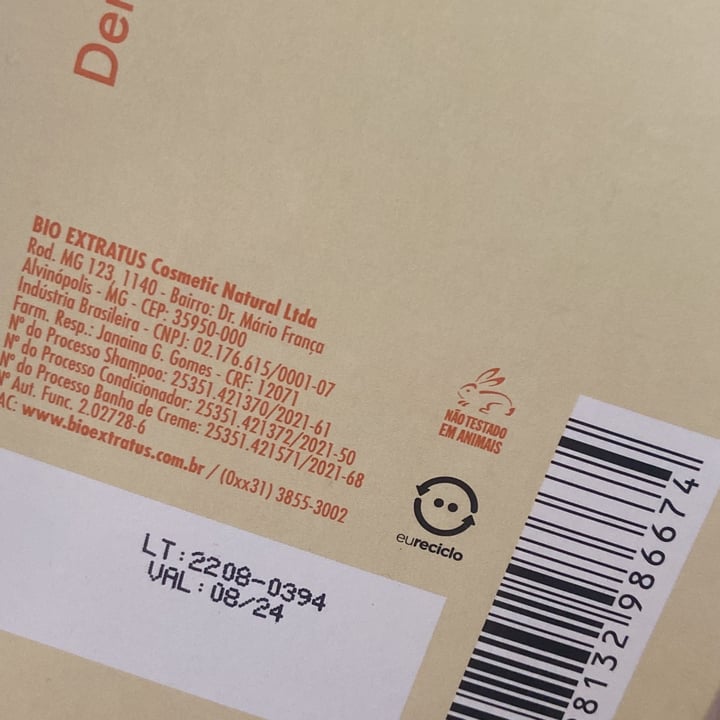 Der
BIO EXTRATUS Cosmetic Natural Ltda
Rod. MG 123, 1140 - Bairro: Dr. Mário França
Alvinópolis - MG - CEP: 35950-000
Indústria Brasileira - CNPJ: 02.176.615/0001-07
Farm. Resp.: Janaina G. Gomes - CRF: 12071
Nº do Processo Shampoo: 25351.421370/2021-61
Nº do Processo Condicionador: 25351.421372/2021-50
Nº do Processo Banho de Creme: 25351.421571/2021-68
Nº Aut. Func. 2.02728-6
AC: www.bioextratus.com.br / (0xx31) 3855-3002
NÃO TESTADO
EM ANIMAIS
eureciclo
LT:2208-0394
VAL:08/24
8132 986674